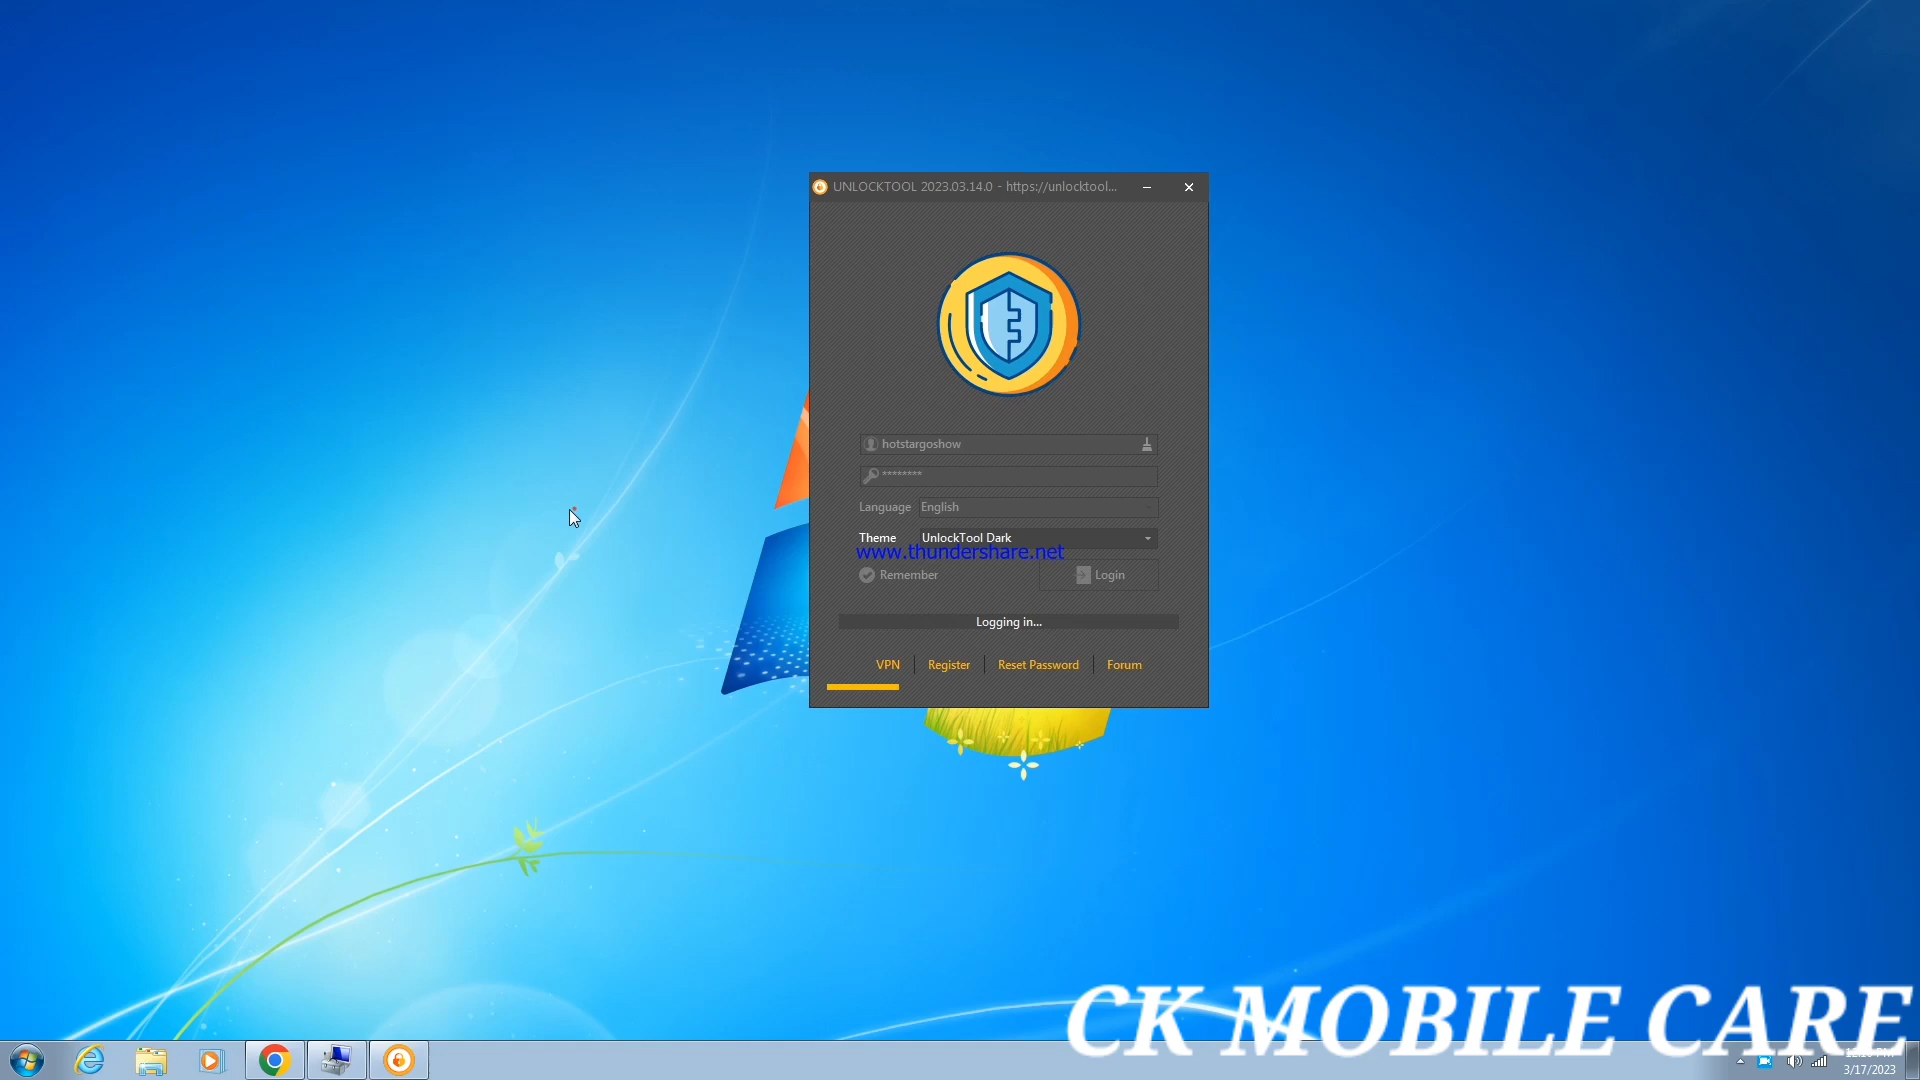 UNLOCKTOOL 2023.03.14.0 - https://unlocktool...
hotstargoshow
********
Language English
Theme UnlockTool Dark
www.thundershare.net
Remember Login
Logging in...
VPN Register Reset Password Forum
CK MOBILE CARE
3/17/2023